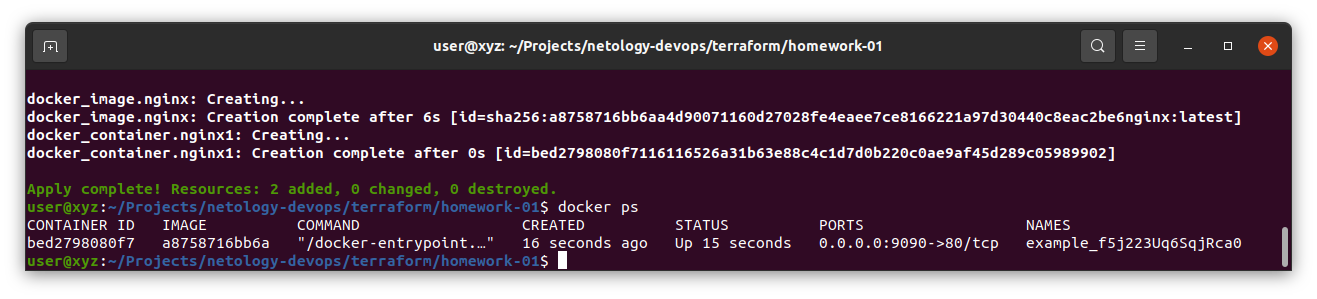 user@xyz: ~/Projects/netology-devops/terraform/homework-01
docker_image.nginx: Creating...
docker_image.nginx: Creation complete after 6s [id=sha256:a8758716bb6aa4d90071160d27028fe4eaee7ce8166221a97d30440c8eac2be6nginx:latest]
docker_container.nginx1: Creating...
docker_container.nginx1: Creation complete after 0s [id=bed2798080f7116116526a31b63e88c4c1d7d0b220c0ae9af45d289c05989902]
Apply complete! Resources: 2 added, 0 changed, 0 destroyed.
user@xyz:~/Projects/netology-devops/terraform/homework-01$ docker ps
CONTAINER ID   IMAGE          COMMAND                  CREATED          STATUS          PORTS                  NAMES
bed2798080f7   a8758716bb6a   "/docker-entrypoint.…"   16 seconds ago   Up 15 seconds   0.0.0.0:9090->80/tcp   example_f5j223Uq6SqjRca0
user@xyz:~/Projects/netology-devops/terraform/homework-01$